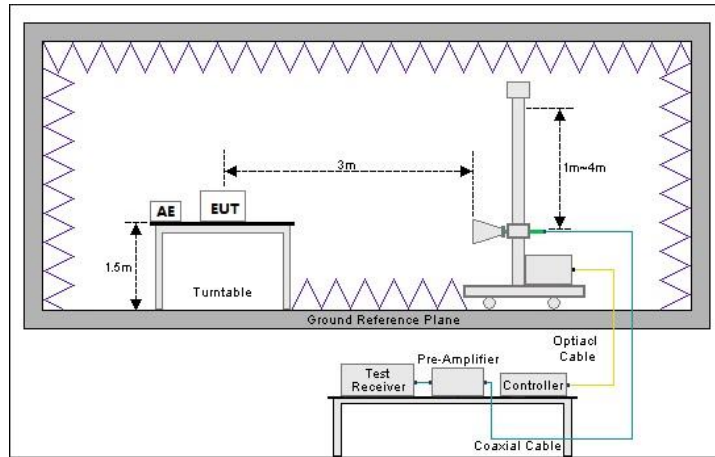 3m
1m~4m
AE
EUT
1.5m
Turntable
Ground Reference Plane
Optiacl
Cable
Pre-Amplifier
Test
Receiver
Controller
Coaxial Cable